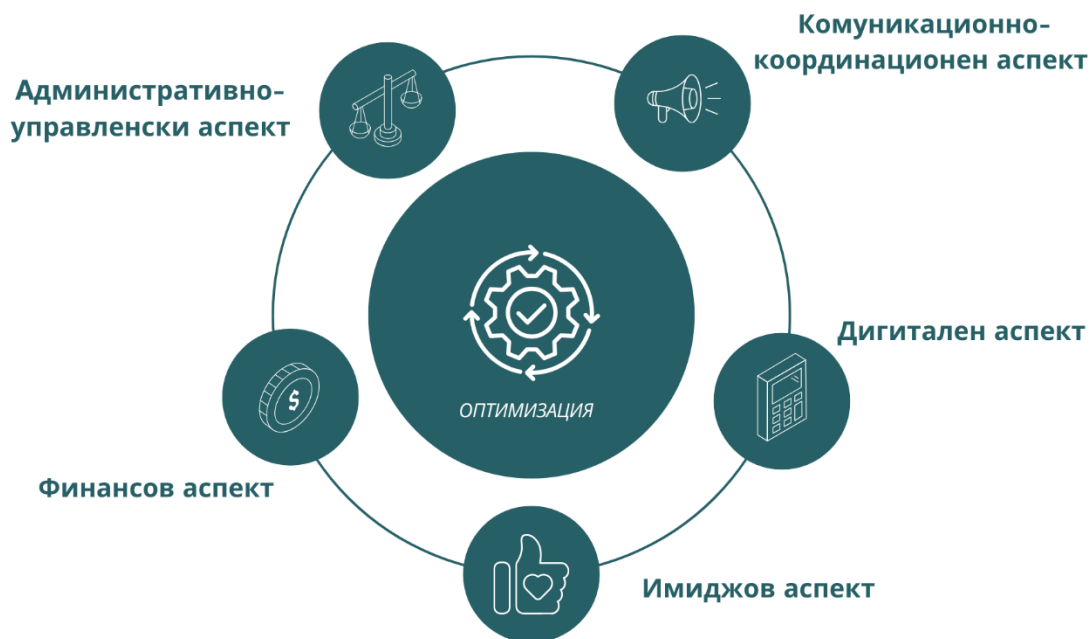 Комуникационно-
координационен аспект
Административно-
управленски аспект
Дигитален аспект
$
ОПТИМИЗАЦИЯ
Финансов аспект
Имиджов аспект